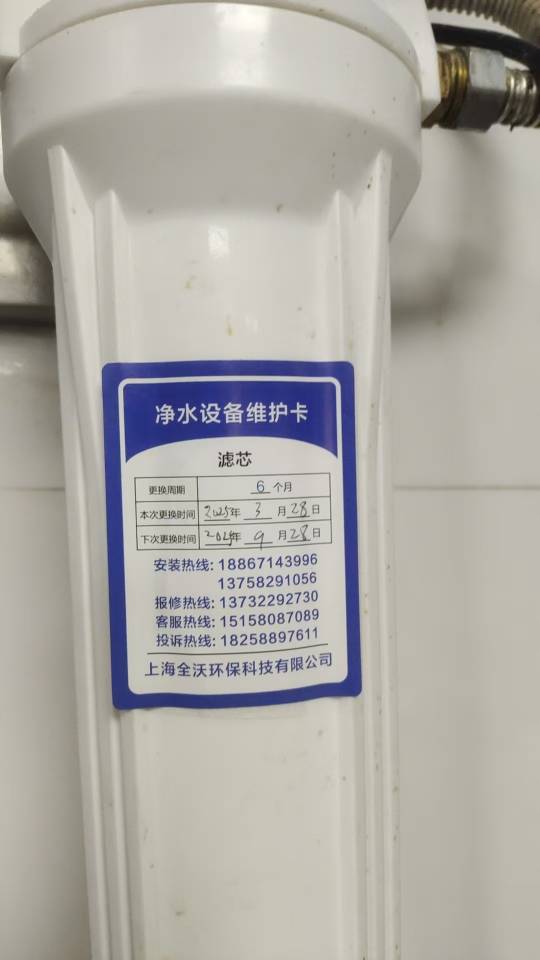 净水设备维护卡
滤芯
更换周期 6 个月
本次更换时间 2025年 3 月 28 日
下次更换时间 2025年 9 月 28 日
安装热线: 18867143996
13758291056
报修热线: 13732292730
客服热线: 15158087089
投诉热线: 18258897611
上海全沃环保科技有限公司